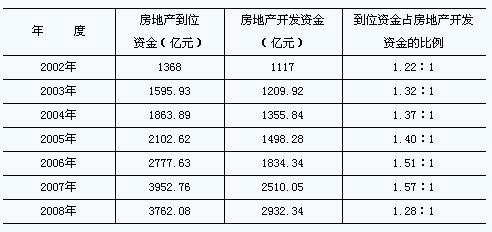 年 度 房地产到位资金（亿元） 房地产开发资金（亿元） 到位资金占房地产开发资金的比例
2002年 1368 1117 1.22：1
2003年 1595.93 1209.92 1.32：1
2004年 1863.89 1355.84 1.37：1
2005年 2102.62 1498.28 1.40：1
2006年 2777.63 1834.34 1.51：1
2007年 3952.76 2510.05 1.57：1
2008年 3762.08 2932.34 1.28：1